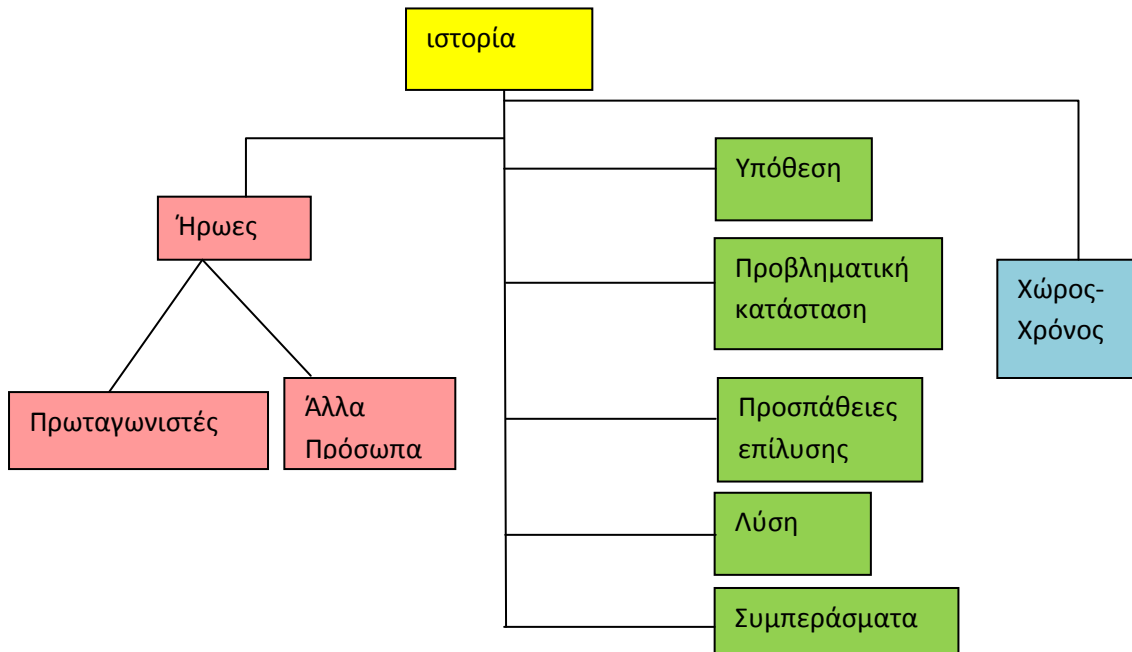 ιστορία
Ήρωες
Πρωταγωνιστές
Άλλα
Πρόσωπα
Υπόθεση
Προβληματική
κατάσταση
Προσπάθειες
επίλυσης
Λύση
Συμπεράσματα
Χώρος-
Χρόνος